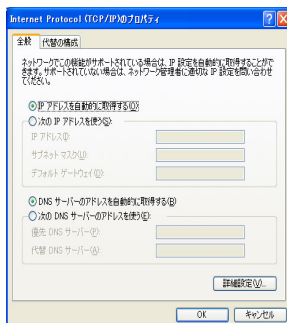 Internet Protocol (TCP/IP)のプロパティ
全般
代替の構成
ネットワークでこの機能がサポートされている場合は、IP 設定を自動的に取得することがで
きます。サポートされていない場合は、ネットワーク管理者に適切な IP 設定を問い合わせ
てください。
IP アドレスを自動的に取得する(O)
次の IP アドレスを使う(S):
IP アドレス(I):
サブネット マスク(U):
デフォルト ゲートウェイ(D):
DNS サーバーのアドレスを自動的に取得する(B)
次の DNS サーバーのアドレスを使う(E):
優先 DNS サーバー(P):
代替 DNS サーバー(A):
詳細設定(V)...
OK
キャンセル